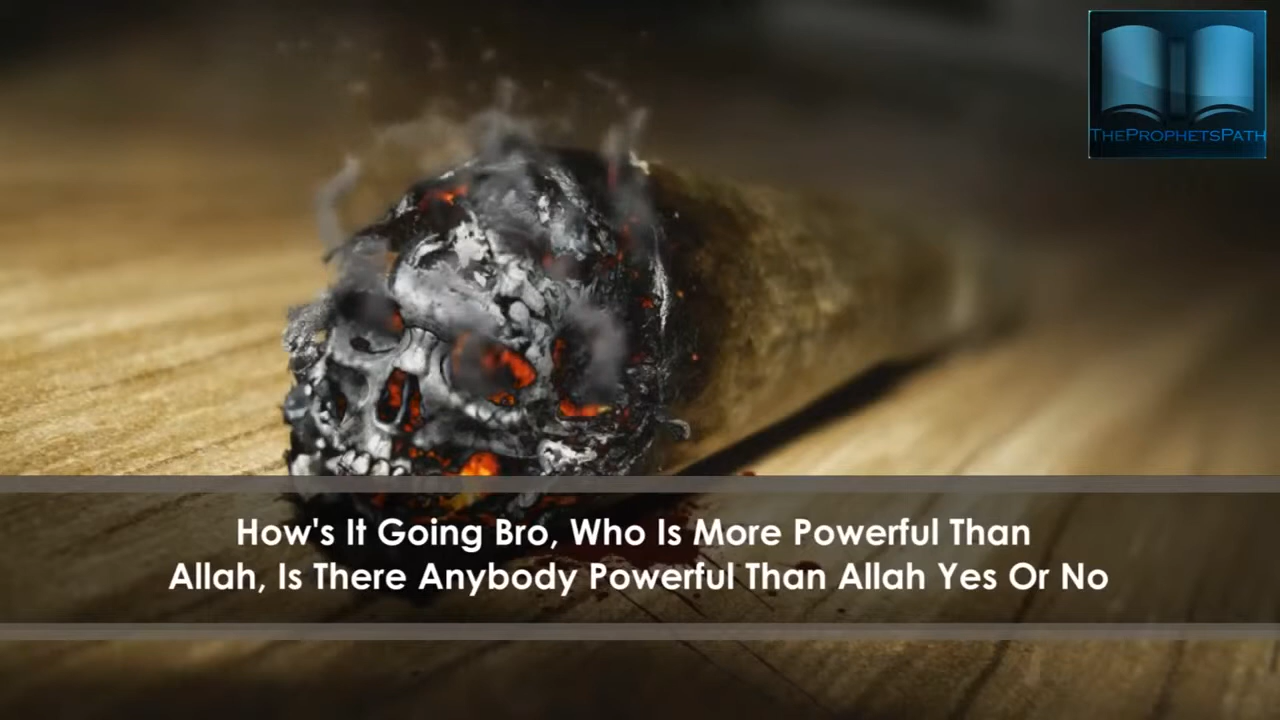 TheProphetsPath
How's It Going Bro, Who Is More Powerful Than
Allah, Is There Anybody Powerful Than Allah Yes Or No